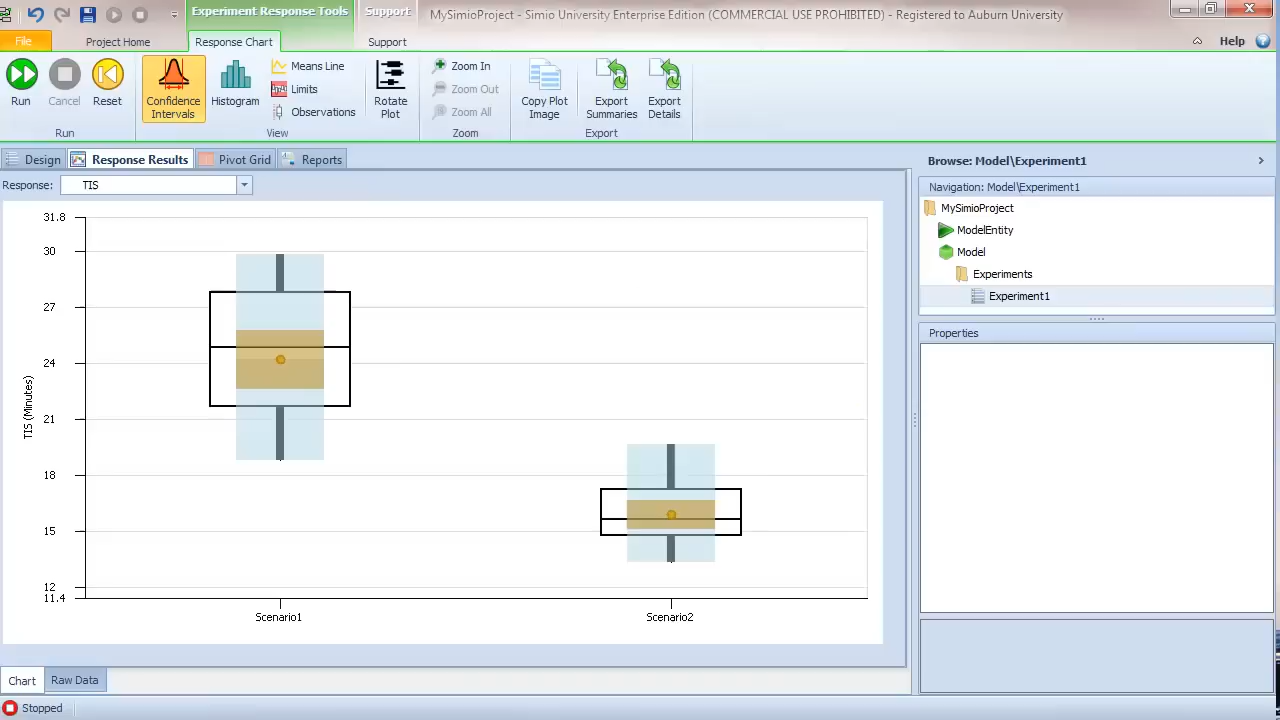 Experiment Response Tools
Support
MySimioProject - Simio University Enterprise Edition (COMMERCIAL USE PROHIBITED) - Registered to Auburn University
File
Project Home
Response Chart
Support
Help
Run
Cancel
Reset
Confidence Intervals
Histogram
Means Line
Limits
Observations
Rotate Plot
Zoom In
Zoom Out
Zoom All
Copy Plot Image
Export Summaries
Export Details
Run
View
Zoom
Export
Design
Response Results
Pivot Grid
Reports
Response:
TIS
31.8
30
27
24
21
18
15
12
11.4
TIS (Minutes)
Scenario1
Scenario2
Chart
Raw Data
Stopped
Browse: Model\Experiment1
Navigation: Model\Experiment1
MySimioProject
ModelEntity
Model
Experiments
Experiment1
Properties